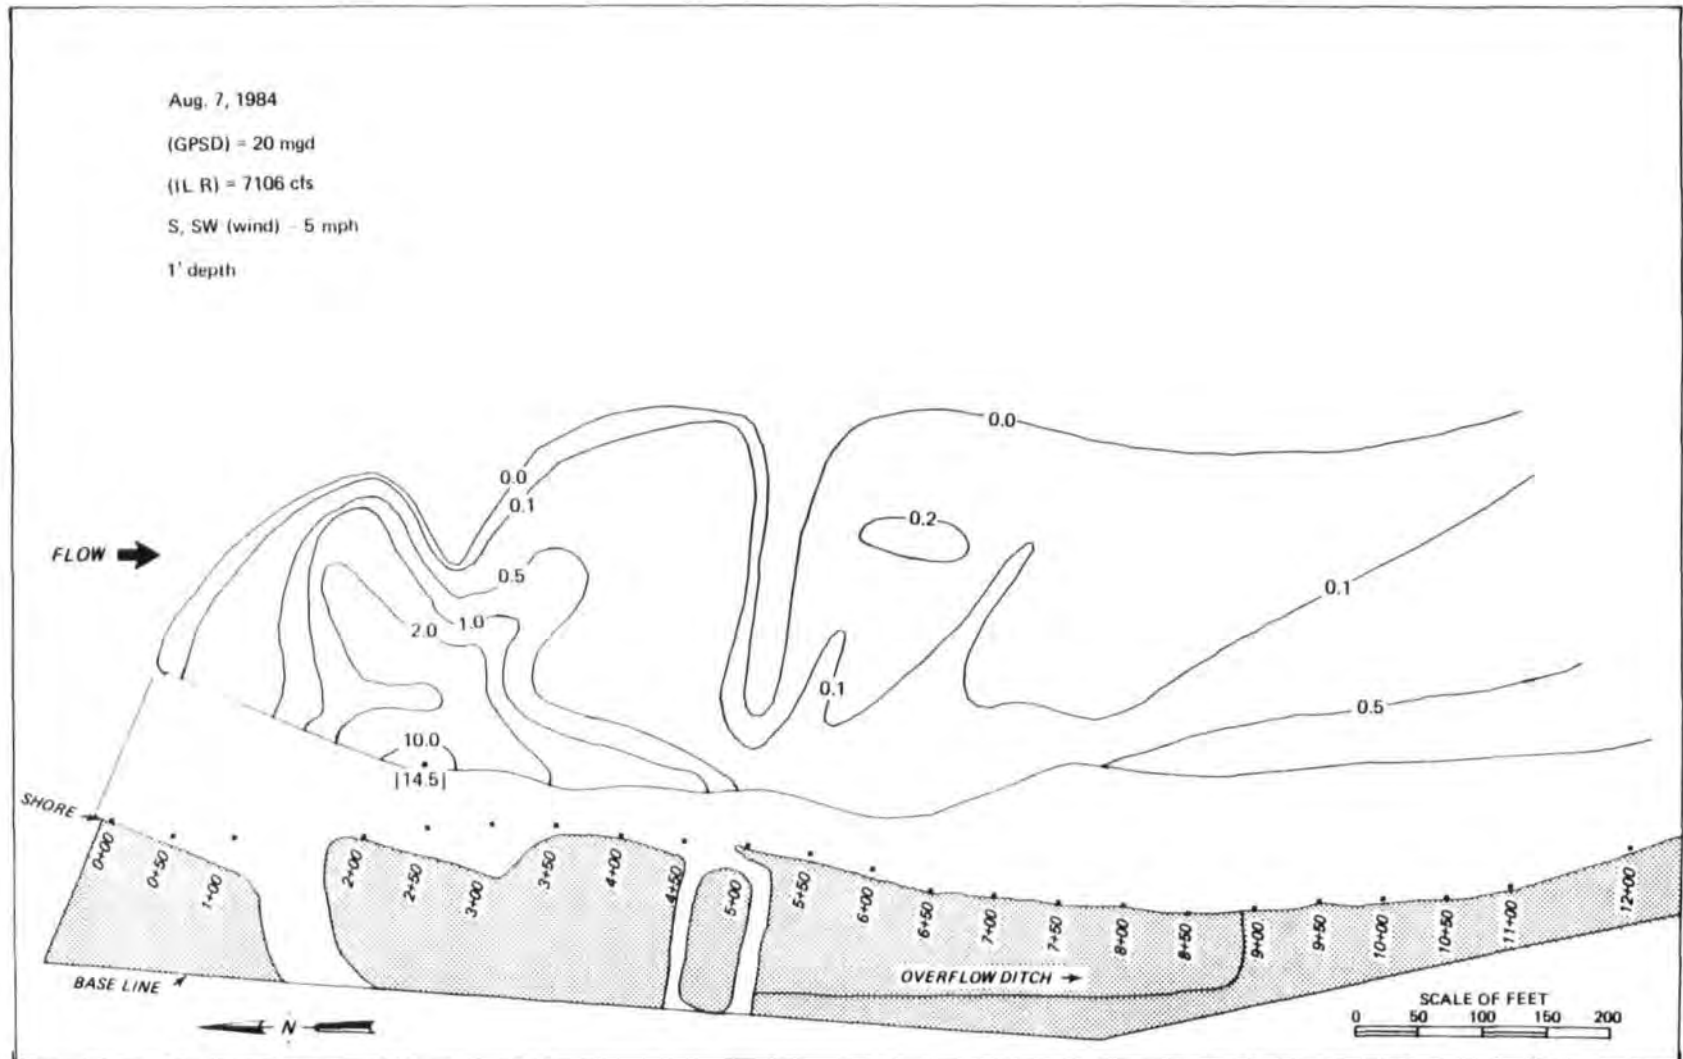 Aug. 7, 1984
(GPSD) = 20 mgd
(IL R) = 7106 cfs
S, SW (wind) - 5 mph
1' depth
0.0
0.0
0.1
0.2
FLOW
0.5
0.1
1.0
2.0
0.1
0.5
10.0
|14.5|
SHORE
0+00
0+50
1+00
2+00
2+50
3+00
3+50
4+00
4+50
5+00
5+50
6+00
6+50
7+00
7+50
8+00
8+50
9+00
9+50
10+00
10+50
11+00
12+00
BASE LINE
OVERFLOW DITCH
N
SCALE OF FEET
0 50 100 150 200